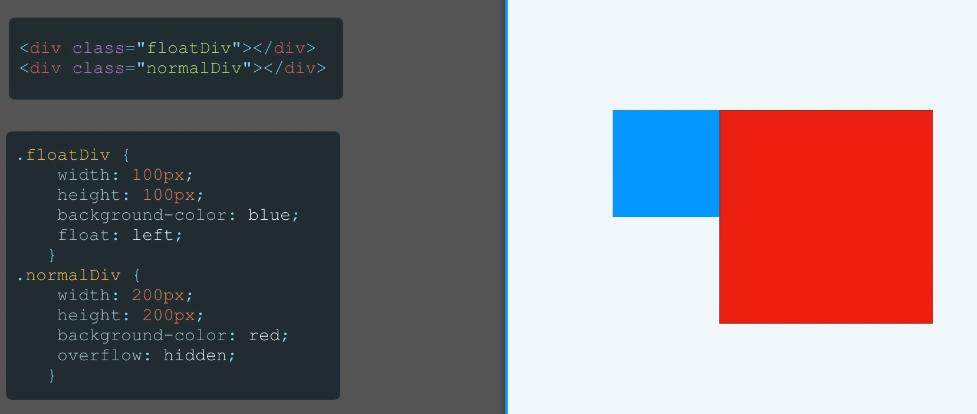 <div class="floatDiv"></div>
<div class="normalDiv"></div>
.floatDiv {
width: 100px;
height: 100px;
background-color: blue;
float: left;
}
.normalDiv {
width: 200px;
height: 200px;
background-color: red;
overflow: hidden;
}